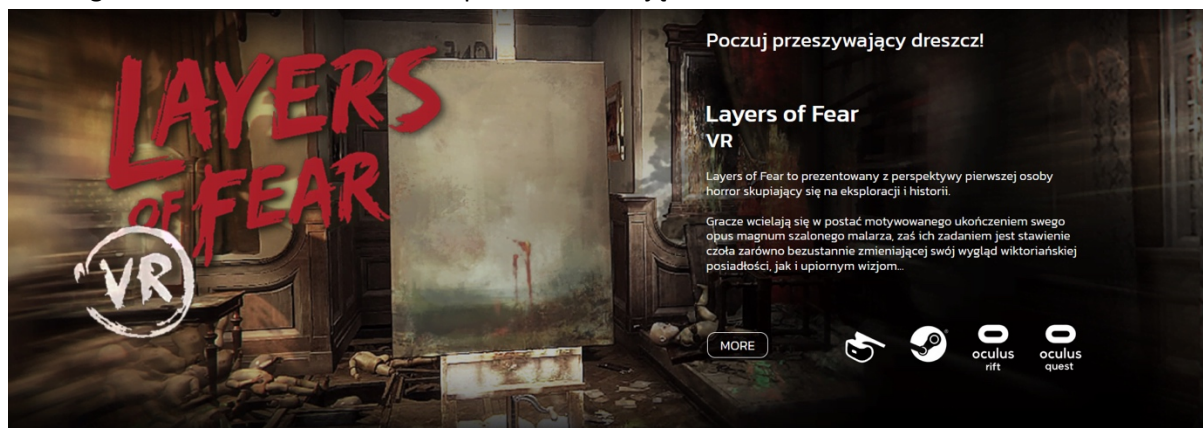 LAYERS
OF FEAR
VR
Poczuj przeszywający dreszcz!
Layers of Fear
VR
Layers of Fear to prezentowany z perspektywy pierwszej osoby
horror skupiający się na eksploracji i historii.
Gracze wcielają się w postać motywowanego ukończeniem swego
opus magnum szalonego malarza, zaś ich zadaniem jest stawienie
czoła zarówno bezustannie zmieniającej swój wygląd wiktoriańskiej
posiadłości, jak i upiornym wizjom...
MORE
oculus
rift
oculus
quest